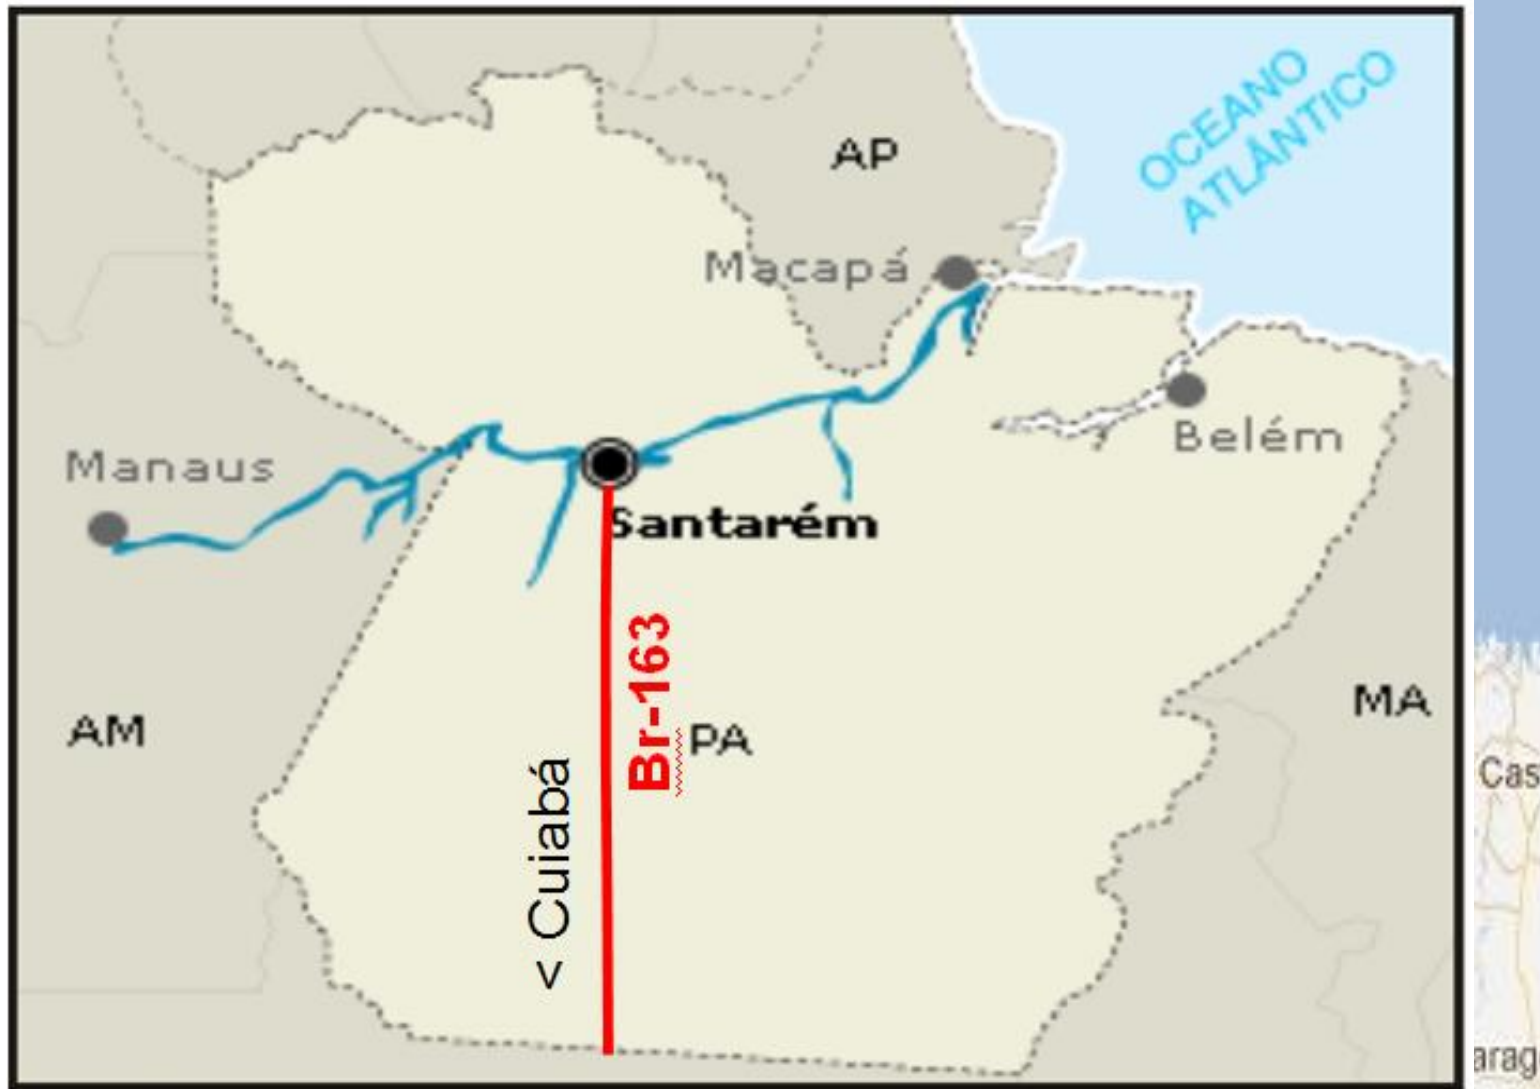 OCEANO
ATLÂNTICO
AP
Macapá
Belém
Manaus
Santarém
Br-163
AM
PA
MA
< Cuiabá
Cas
arag